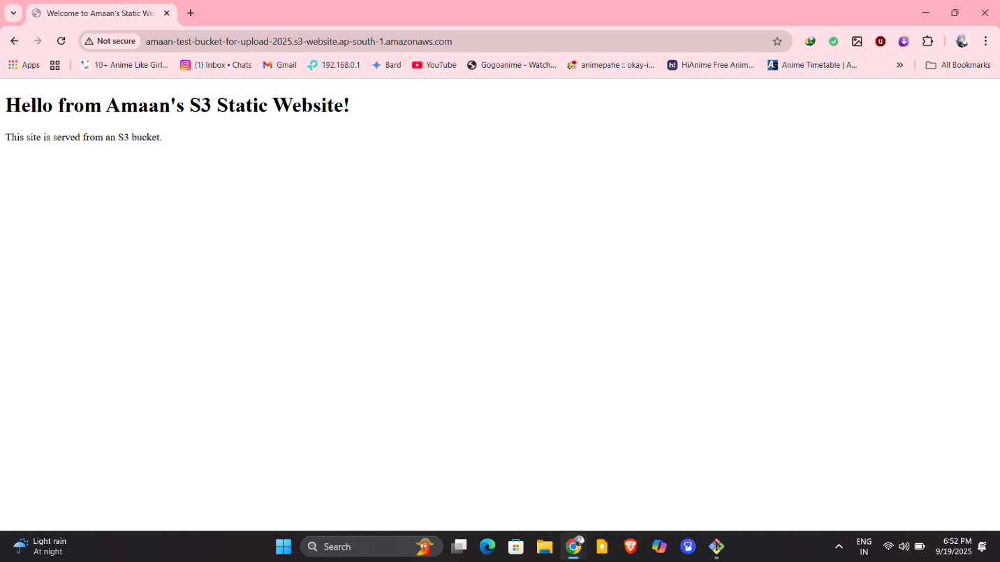 Welcome to Amaan's Static We
Not secure
amaan-test-bucket-for-upload-2025.s3-website.ap-south-1.amazonaws.com
Apps
10+ Anime Like Girl...
(1) Inbox • Chats
Gmail
192.168.0.1
Bard
YouTube
Gogoanime - Watch...
animepahe :: okay-i...
h!
HiAnime Free Anim...
AS
Anime Timetable | A...
»
All Bookmarks
Hello from Amaan's S3 Static Website!
This site is served from an S3 bucket.
Light rain
At night
Search
ENG
IN
6:52 PM
9/19/2025